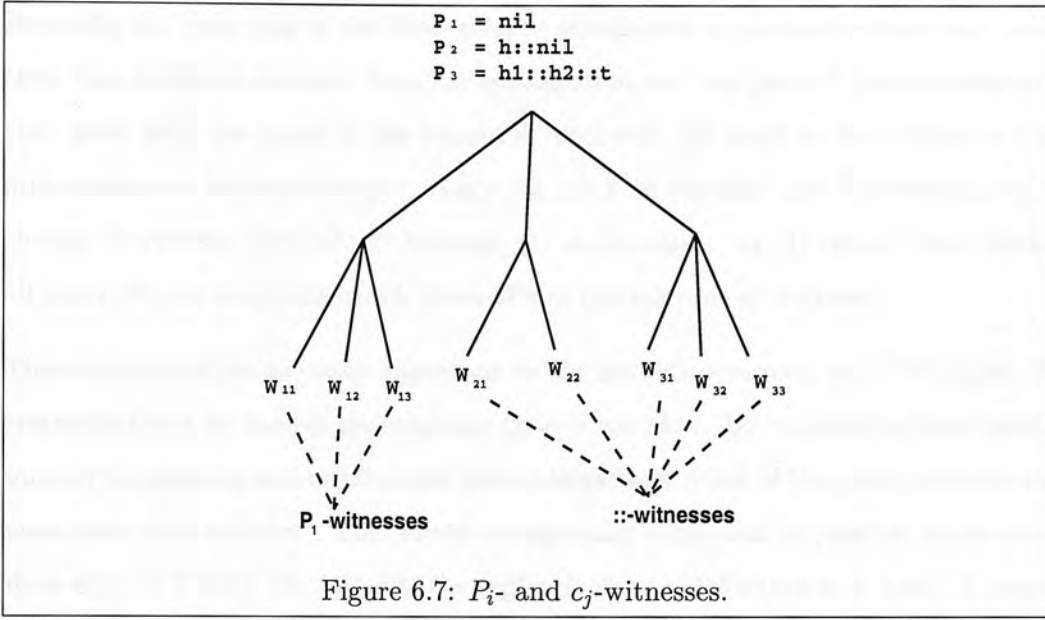 P₁ = nil
P₂ = h::nil
P₃ = h1::h2::t
W₁₁ W₁₂ W₁₃ W₂₁ W₂₂ W₃₁ W₃₂ W₃₃
P₁-witnesses ::-witnesses
Figure 6.7: Pᵢ- and cⱼ-witnesses.